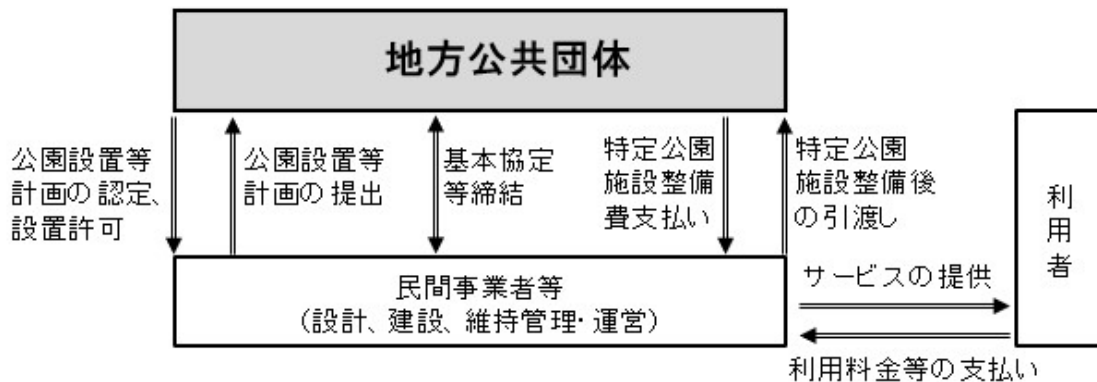 地方公共団体
公園設置等
計画の認定、
設置許可
公園設置等
計画の提出
基本協定
等締結
特定公園
施設整備
費支払い
特定公園
施設整備後
の引渡し
利用者
民間事業者等
（設計、建設、維持管理・運営）
サービスの提供
利用料金等の支払い